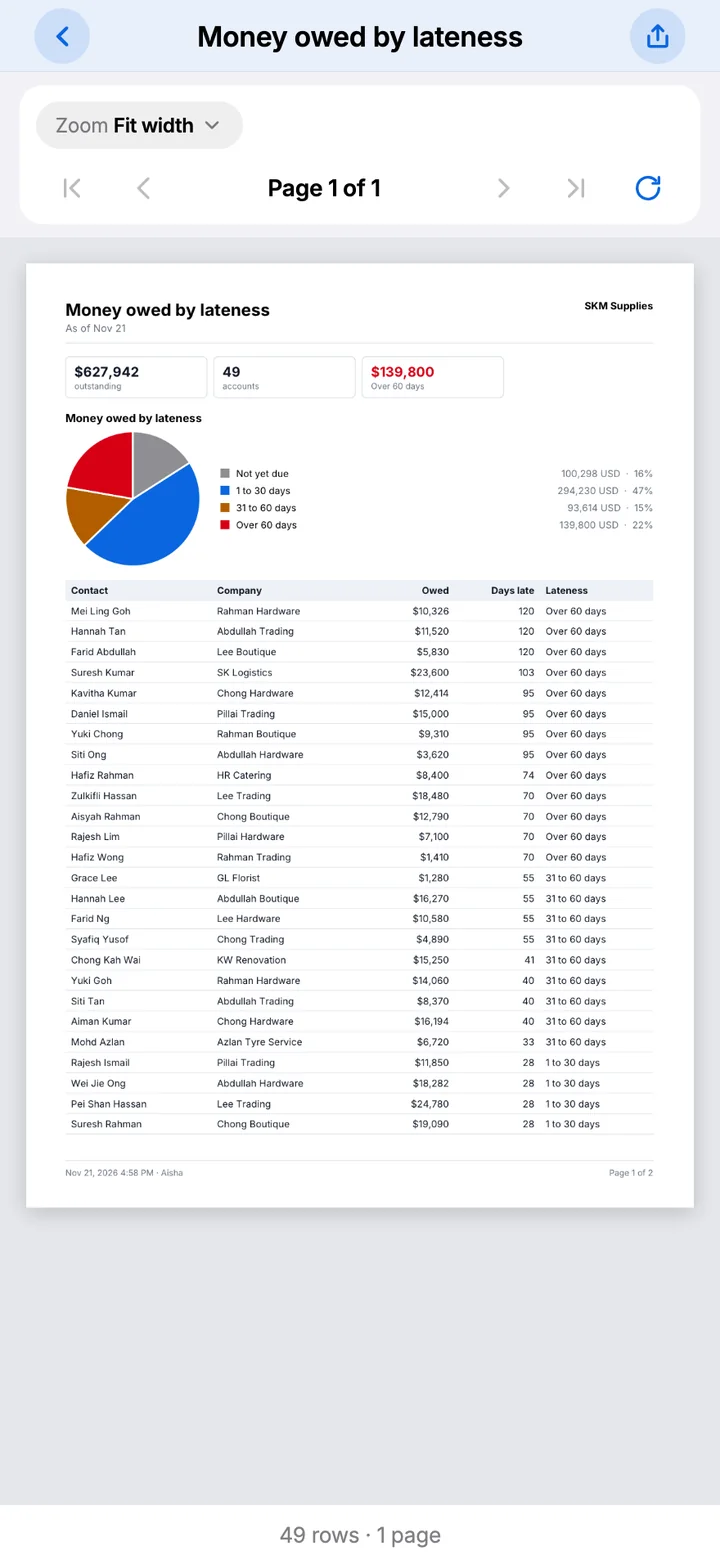 Money owed by lateness
Zoom Fit width
Page 1 of 1
Money owed by lateness
SKM Supplies
As of Nov 21
$627,942
outstanding
49
accounts
$139,800
Over 60 days
Money owed by lateness
Not yet due 100,298 USD · 16%
1 to 30 days 294,230 USD · 47%
31 to 60 days 93,614 USD · 15%
Over 60 days 139,800 USD · 22%
Contact Company Owed Days late Lateness
Mei Ling Goh Rahman Hardware $10,326 120 Over 60 days
Hannah Tan Abdullah Trading $11,520 120 Over 60 days
Farid Abdullah Lee Boutique $5,830 120 Over 60 days
Suresh Kumar SK Logistics $23,600 103 Over 60 days
Kavitha Kumar Chong Hardware $12,414 95 Over 60 days
Daniel Ismail Pillai Trading $15,000 95 Over 60 days
Yuki Chong Rahman Boutique $9,310 95 Over 60 days
Siti Ong Abdullah Hardware $3,620 95 Over 60 days
Hafiz Rahman HR Catering $8,400 74 Over 60 days
Zulkifli Hassan Lee Trading $18,480 70 Over 60 days
Aisyah Rahman Chong Boutique $12,790 70 Over 60 days
Rajesh Lim Pillai Hardware $7,100 70 Over 60 days
Hafiz Wong Rahman Trading $1,410 70 Over 60 days
Grace Lee GL Florist $1,280 55 31 to 60 days
Hannah Lee Abdullah Boutique $16,270 55 31 to 60 days
Farid Ng Lee Hardware $10,580 55 31 to 60 days
Syafiq Yusof Chong Trading $4,890 55 31 to 60 days
Chong Kah Wai KW Renovation $15,250 41 31 to 60 days
Yuki Goh Rahman Hardware $14,060 40 31 to 60 days
Siti Tan Abdullah Trading $8,370 40 31 to 60 days
Aiman Kumar Chong Hardware $16,194 40 31 to 60 days
Mohd Azlan Azlan Tyre Service $6,720 33 31 to 60 days
Rajesh Ismail Pillai Trading $11,850 28 1 to 30 days
Wei Jie Ong Abdullah Hardware $18,282 28 1 to 30 days
Pei Shan Hassan Lee Trading $24,780 28 1 to 30 days
Suresh Rahman Chong Boutique $19,090 28 1 to 30 days
Nov 21, 2026 4:58 PM · Aisha
Page 1 of 2
49 rows · 1 page